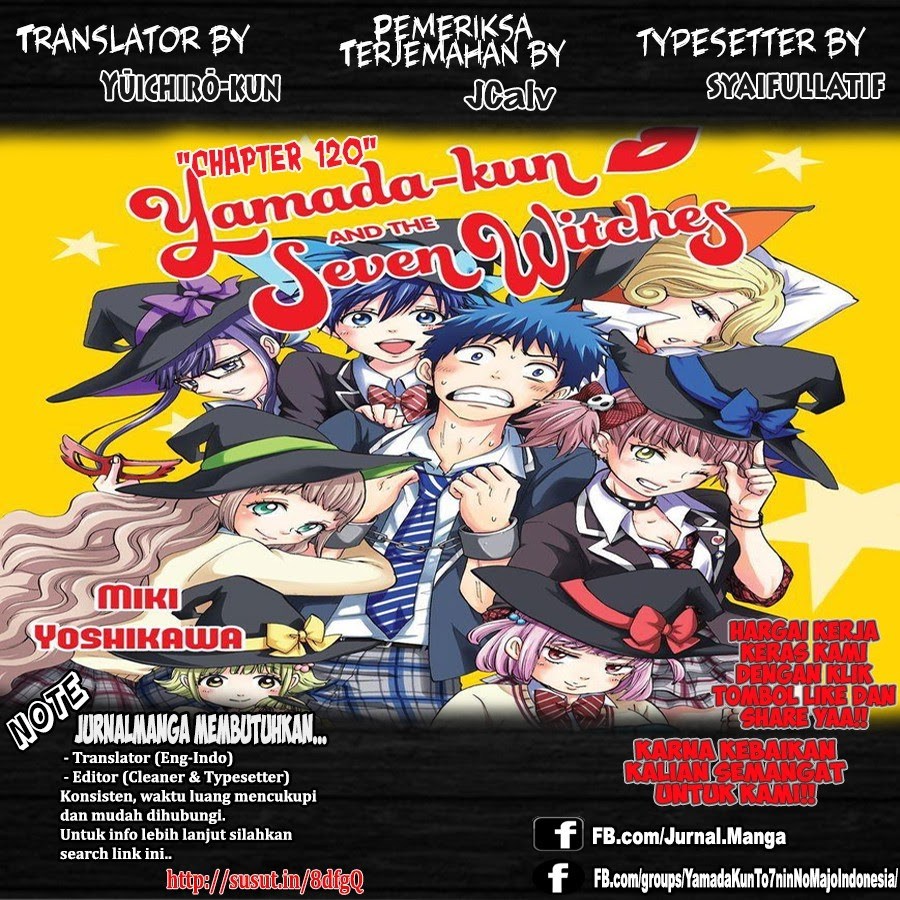 TRANSLATOR BY
YŪICHIRŌ-KUN
PEMERIKSA
TERJEMAHAN BY
JCalv
TYPESETTER BY
SYAIFULLATIF
"CHAPTER 120"
Yamada-kun
AND THE
Seven Witches
MIKI
YOSHIKAWA
HARGAI KERJA
KERAS KAMI
DENGAN KLIK
TOMBOL LIKE DAN
SHARE YAA!!
KARNA KEBAIKAN
KALIAN SEMANGAT
UNTUK KAMI!!
NOTE
JURNALMANGA MEMBUTUHKAN...
- Translator (Eng-Indo)
- Editor (Cleaner & Typesetter)
Konsisten, waktu luang mencukupi
dan mudah dihubungi.
Untuk info lebih lanjut silahkan
search link ini..
http://susut.in/8dfgQ
f FB.com/Jurnal.Manga
f FB.com/groups/YamadaKunTo7ninNoMajoIndonesia/